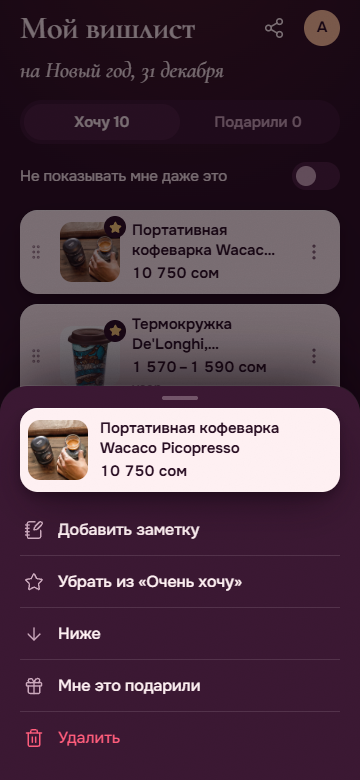 Мой вишлист
А
на Новый год, 31 декабря
Хочу 10
Подарили 0
Не показывать мне даже это
Портативная
кофеварка Wacac...
10 750 сом
Термокружка
De'Longhi,...
1 570 – 1 590 сом
Портативная кофеварка
Wacaco Picopresso
10 750 сом
Добавить заметку
Убрать из «Очень хочу»
Ниже
Мне это подарили
Удалить